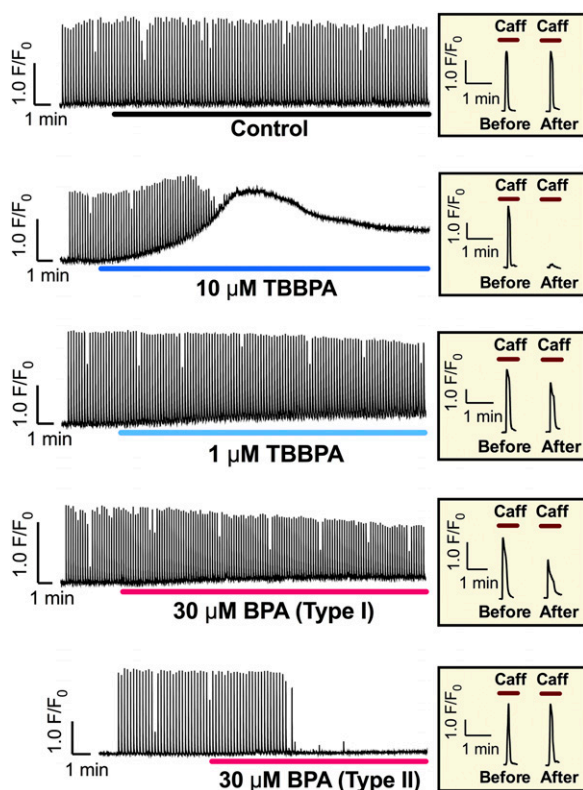 1.0 F/F0
1 min
Control
Caff Caff
Before After
1.0 F/F0
1 min
10 μM TBBPA
Caff Caff
1.0 F/F0
1 min
Before After
1.0 F/F0
1 min
1 μM TBBPA
Caff Caff
1.0 F/F0
1 min
Before After
1.0 F/F0
1 min
30 μM BPA (Type I)
Caff Caff
1.0 F/F0
1 min
Before After
1.0 F/F0
1 min
30 μM BPA (Type II)
Caff Caff
1.0 F/F0
1 min
Before After
1.0 F/F0
1 min